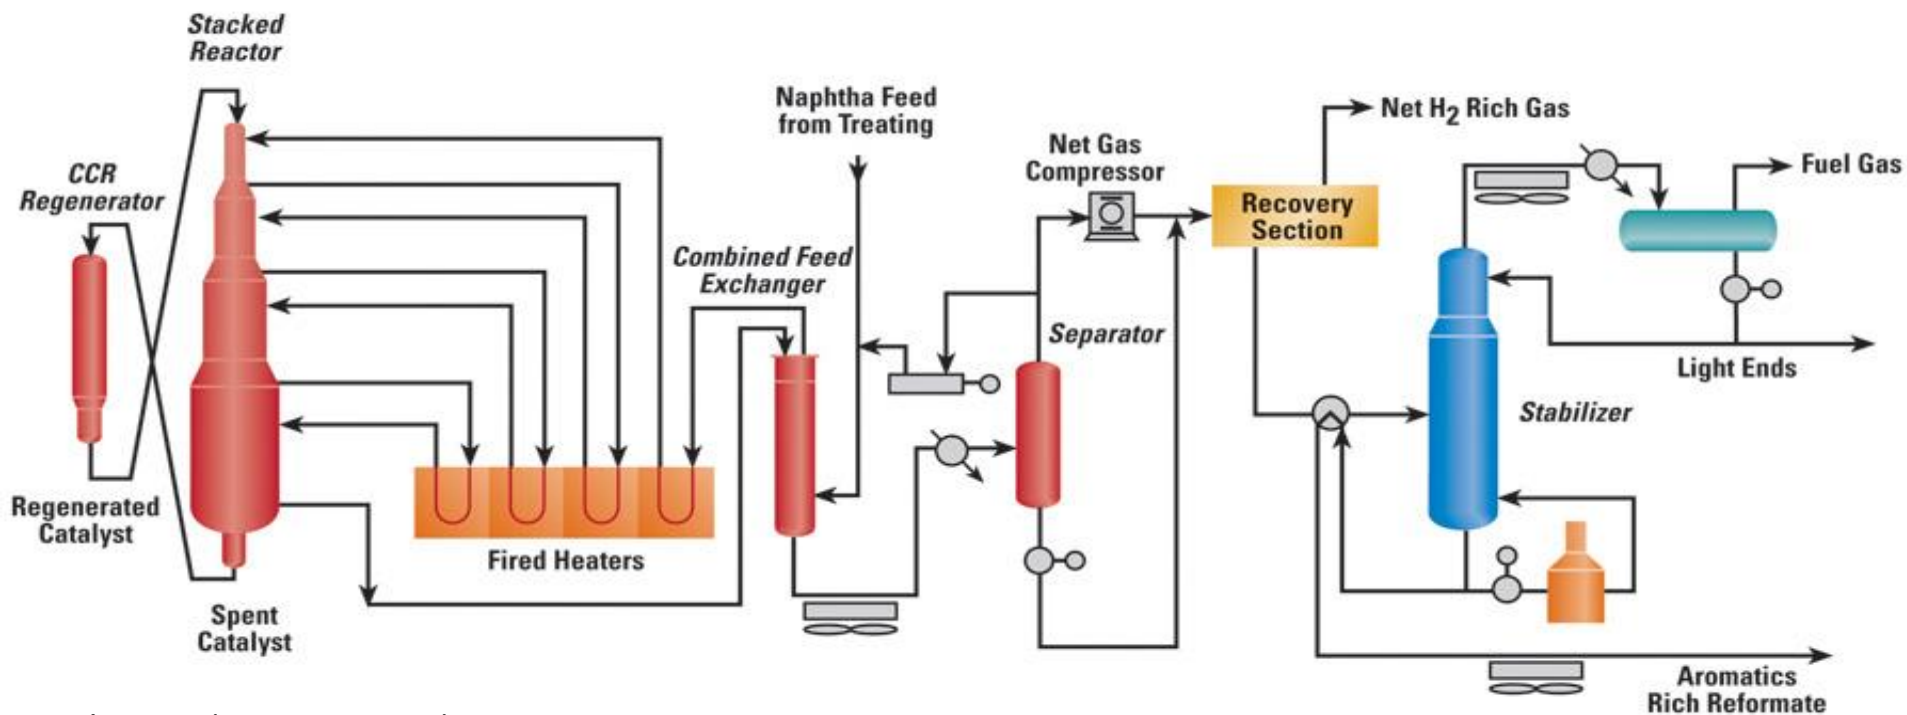 Stacked
Reactor
Naphtha Feed
from Treating
Net H2 Rich Gas
Net Gas
Compressor
Fuel Gas
CCR
Regenerator
Recovery
Section
Combined Feed
Exchanger
Separator
Light Ends
Stabilizer
Regenerated
Catalyst
Fired Heaters
Spent
Catalyst
Aromatics
Rich Reformate